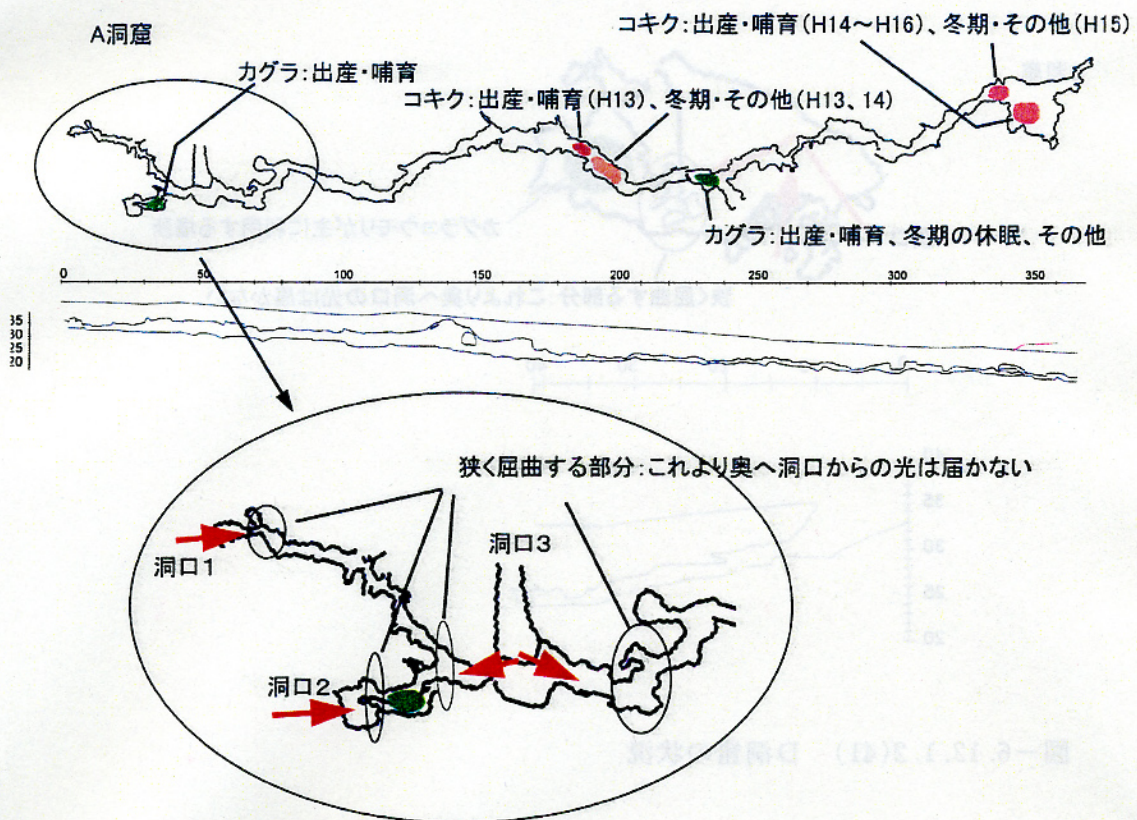 A洞窟
コキク:出産・哺育(H14～H16)、冬期・その他(H15)
カグラ:出産・哺育
コキク:出産・哺育(H13)、冬期・その他(H13、14)
カグラ:出産・哺育、冬期の休眠、その他
0 50 100 150 200 250 300 350
35
30
25
20
狭く屈曲する部分:これより奥へ洞口からの光は届かない
洞口1
洞口3
洞口2